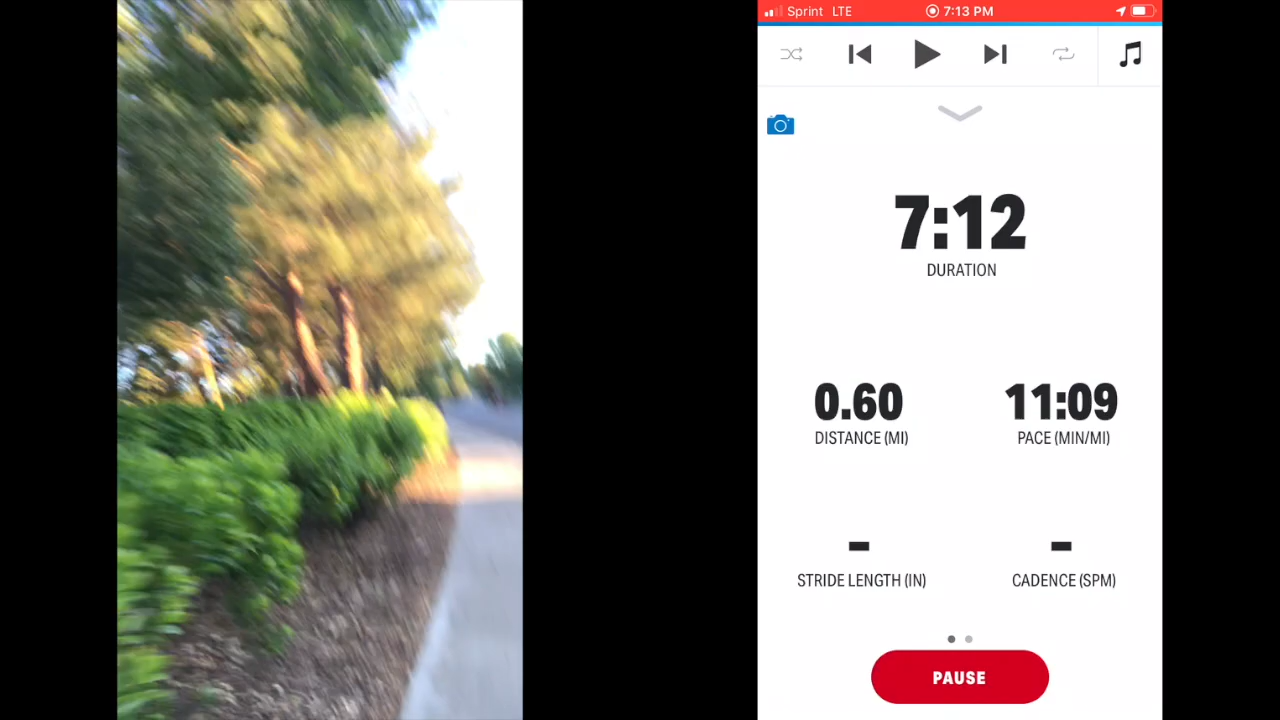 Sprint LTE 7:13 PM
7:12
DURATION
0.60 11:09
DISTANCE (MI) PACE (MIN/MI)
- -
STRIDE LENGTH (IN) CADENCE (SPM)
PAUSE